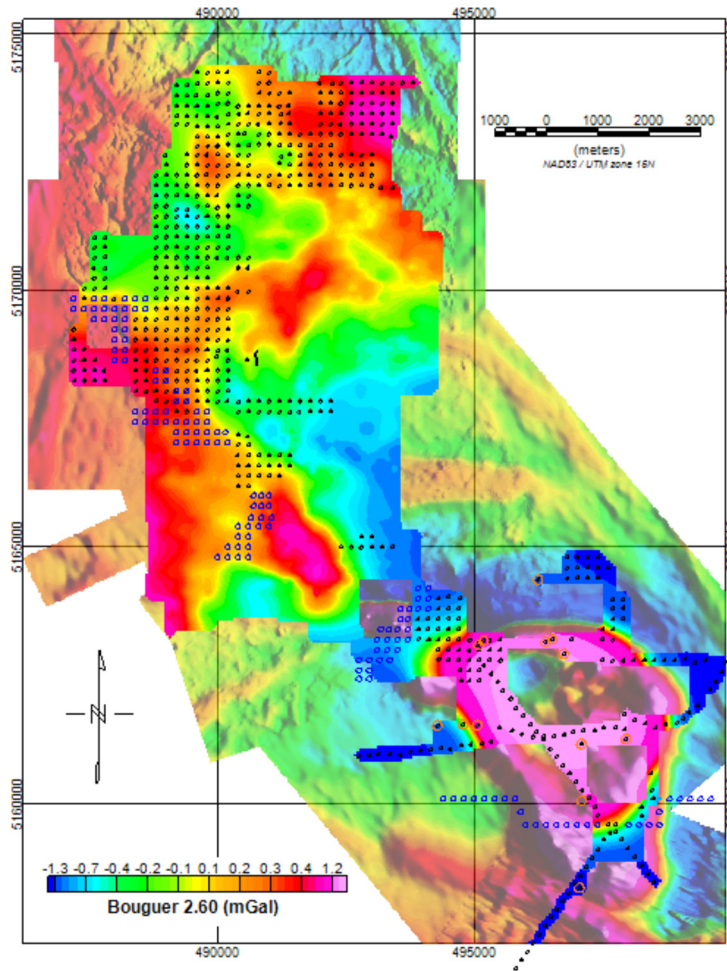 490000 495000
5175000
1000 0 1000 2000 3000
(meters)
NAD83 / UTM zone 15N
5170000
5165000
N
5160000
-1.3 -0.7 -0.4 -0.2 -0.1 0.1 0.2 0.3 0.4 1.2
Bouguer 2.60 (mGal)
490000 495000